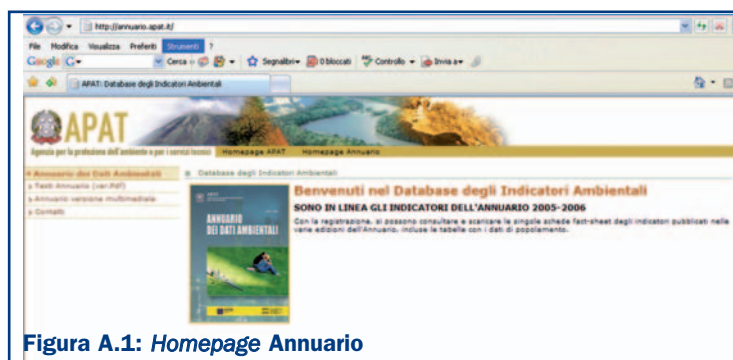 http://annuario.apat.it/
File Modifica Visualizza Preferiti Strumenti ?
Google G Cerca Segnalibri 0 bloccati Controllo Invia a
APAT: Database degli Indicatori Ambientali
APAT
Agenzia per la protezione dell'ambiente e per i servizi tecnici Homepage APAT Homepage Annuario
Annuario dei Dati Ambientali
Testi Annuario (ver.Pdf)
Annuario versione multimediale
Contatti
Database degli Indicatori Ambientali
Benvenuti nel Database degli Indicatori Ambientali
SONO IN LINEA GLI INDICATORI DELL'ANNUARIO 2005-2006
Con la registrazione, si possono consultare e scaricare le singole schede fact-sheet degli indicatori pubblicati nelle
varie edizioni dell'Annuario, incluse le tabelle con i dati di popolamento.
ANNUARIO
DEI DATI AMBIENTALI
Figura A.1: Homepage Annuario